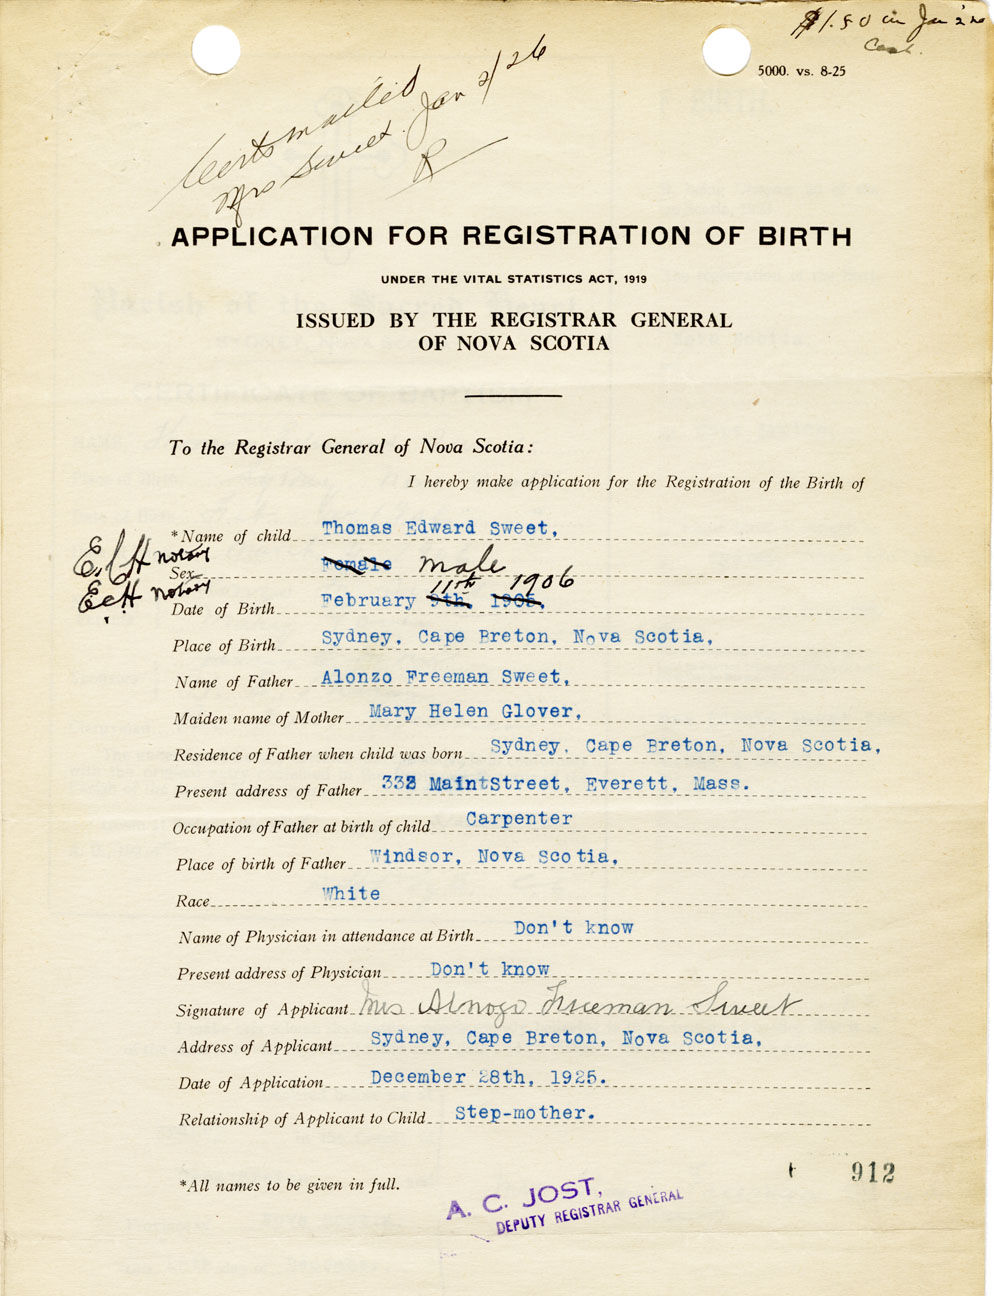 $1.50 in Jan 2nd
Cash.
5000. vs. 8-25
Certs mailed
Mrs Sweet. Jan 2/26
R
APPLICATION FOR REGISTRATION OF BIRTH
UNDER THE VITAL STATISTICS ACT, 1919
ISSUED BY THE REGISTRAR GENERAL
OF NOVA SCOTIA
To the Registrar General of Nova Scotia:
I hereby make application for the Registration of the Birth of
*Name of child Thomas Edward Sweet,
E.C.H Notary
Sex Female male
E.C.H. Notary
11th 1906
Date of Birth February 9th. 1905.
Place of Birth Sydney, Cape Breton, Nova Scotia,
Name of Father Alonzo Freeman Sweet,
Maiden name of Mother Mary Helen Glover,
Residence of Father when child was born Sydney, Cape Breton, Nova Scotia,
Present address of Father 332 Main Street, Everett, Mass.
Occupation of Father at birth of child Carpenter
Place of birth of Father Windsor, Nova Scotia,
Race White
Name of Physician in attendance at Birth Don't know
Present address of Physician Don't know
Signature of Applicant Mrs Alnozo Freeman Sweet
Address of Applicant Sydney, Cape Breton, Nova Scotia,
Date of Application December 28th, 1925.
Relationship of Applicant to Child Step-mother.
912
*All names to be given in full.
A. C. JOST,
DEPUTY REGISTRAR GENERAL